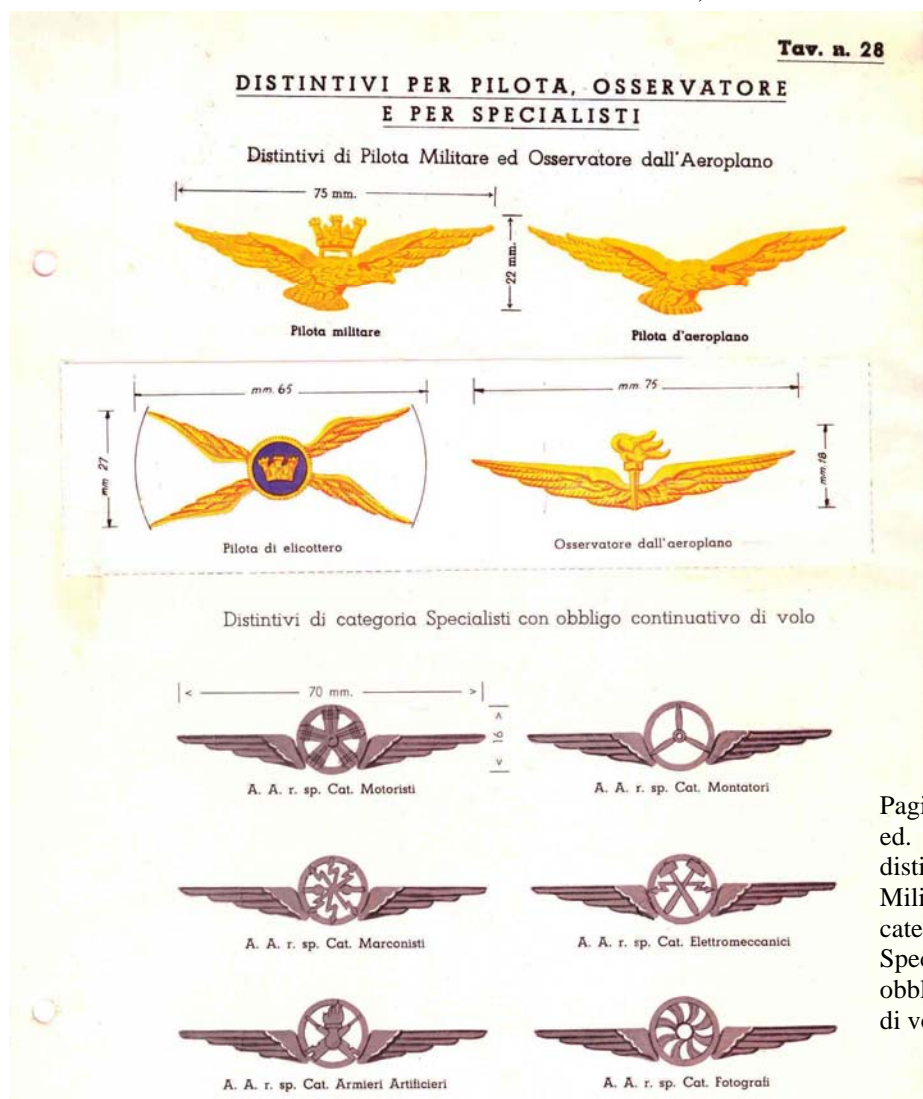 Tav. n. 28
DISTINTIVI PER PILOTA, OSSERVATORE
E PER SPECIALISTI
Distintivi di Pilota Militare ed Osservatore dall'Aeroplano
75 mm.
22 mm.
Pilota militare
Pilota d'aeroplano
mm. 65
mm. 75
mm 27
mm. 18
Pilota di elicottero
Osservatore dall'aeroplano
Distintivi di categoria Specialisti con obbligo continuativo di volo
70 mm.
16
A. A. r. sp. Cat. Motoristi
A. A. r. sp. Cat. Montatori
Pagi
ed.
disti
Mili
cate
Spec
obbl
di vo
A. A. r. sp. Cat. Marconisti
A. A. r. sp. Cat. Elettromeccanici
A. A. r. sp. Cat. Armieri Artificieri
A. A. r. sp. Cat. Fotografi